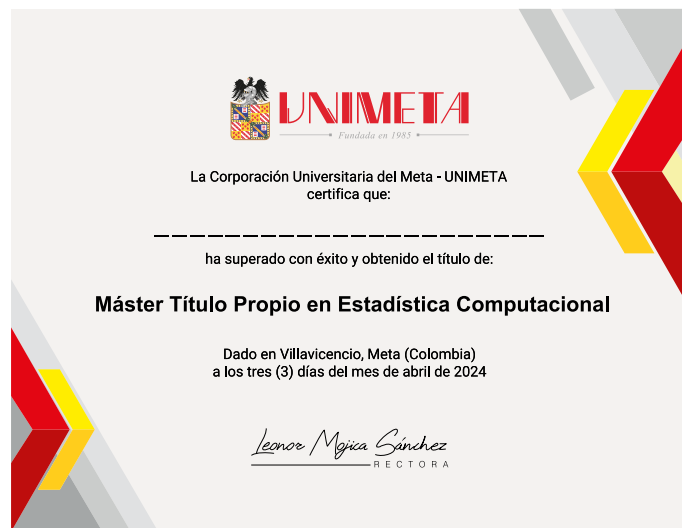 UNIMETA
Fundada en 1985
La Corporación Universitaria del Meta - UNIMETA
certifica que:
ha superado con éxito y obtenido el título de:
Máster Título Propio en Estadística Computacional
Dado en Villavicencio, Meta (Colombia)
a los tres (3) días del mes de abril de 2024
Leonor Mojica Sánchez
RECTORA